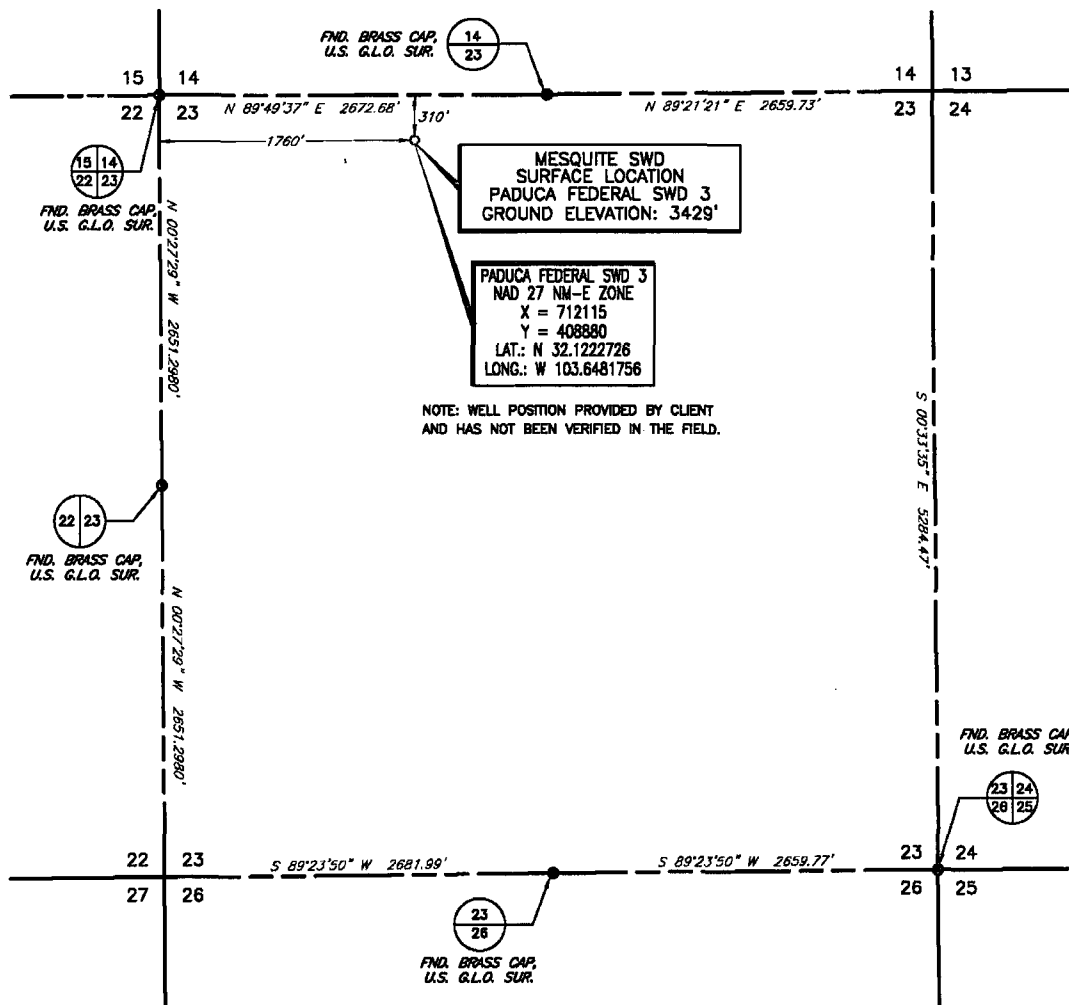 FND. BRASS CAP,
U.S. G.L.O. SUR.
14
23
15 14
22 23
N 89°49'37" E 2672.68'
310'
N 89°21'21" E 2659.73'
14 13
23 24
1760'
15 14
22 23
FND. BRASS CAP,
U.S. G.L.O. SUR.
MESQUITE SWD
SURFACE LOCATION
PADUCA FEDERAL SWD 3
GROUND ELEVATION: 3429'
N 00°27'29" W 2651.2980'
PADUCA FEDERAL SWD 3
NAD 27 NM-E ZONE
X = 712115
Y = 408880
LAT.: N 32.1222726
LONG.: W 103.6481756
NOTE: WELL POSITION PROVIDED BY CLIENT
AND HAS NOT BEEN VERIFIED IN THE FIELD.
S 00°33'35" E 5284.47'
22 23
FND. BRASS CAP,
U.S. G.L.O. SUR.
N 00°27'29" W 2651.2980'
FND. BRASS CAP
U.S. G.L.O. SUR
23 24
26 25
22 23
27 26
S 89°23'50" W 2681.99'
S 89°23'50" W 2659.77'
23 24
26 25
23
26
FND. BRASS CAP,
U.S. G.L.O. SUR.